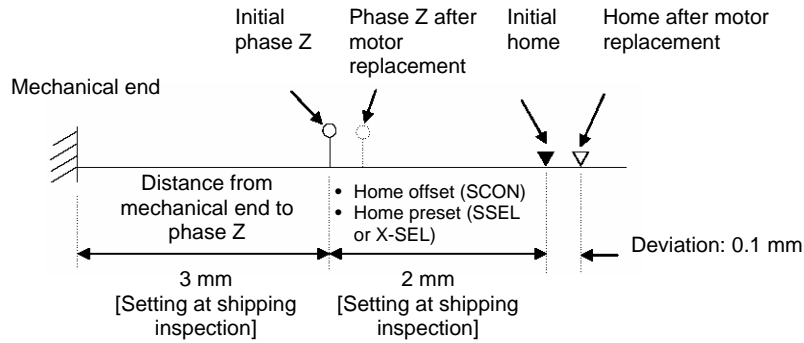 Initial
phase Z
Phase Z after
motor
replacement
Initial
home
Home after motor
replacement
Mechanical end
Distance from
mechanical end to
phase Z
• Home offset (SCON)
• Home preset (SSEL
or X-SEL)
Deviation: 0.1 mm
3 mm
[Setting at shipping
inspection]
2 mm
[Setting at shipping
inspection]